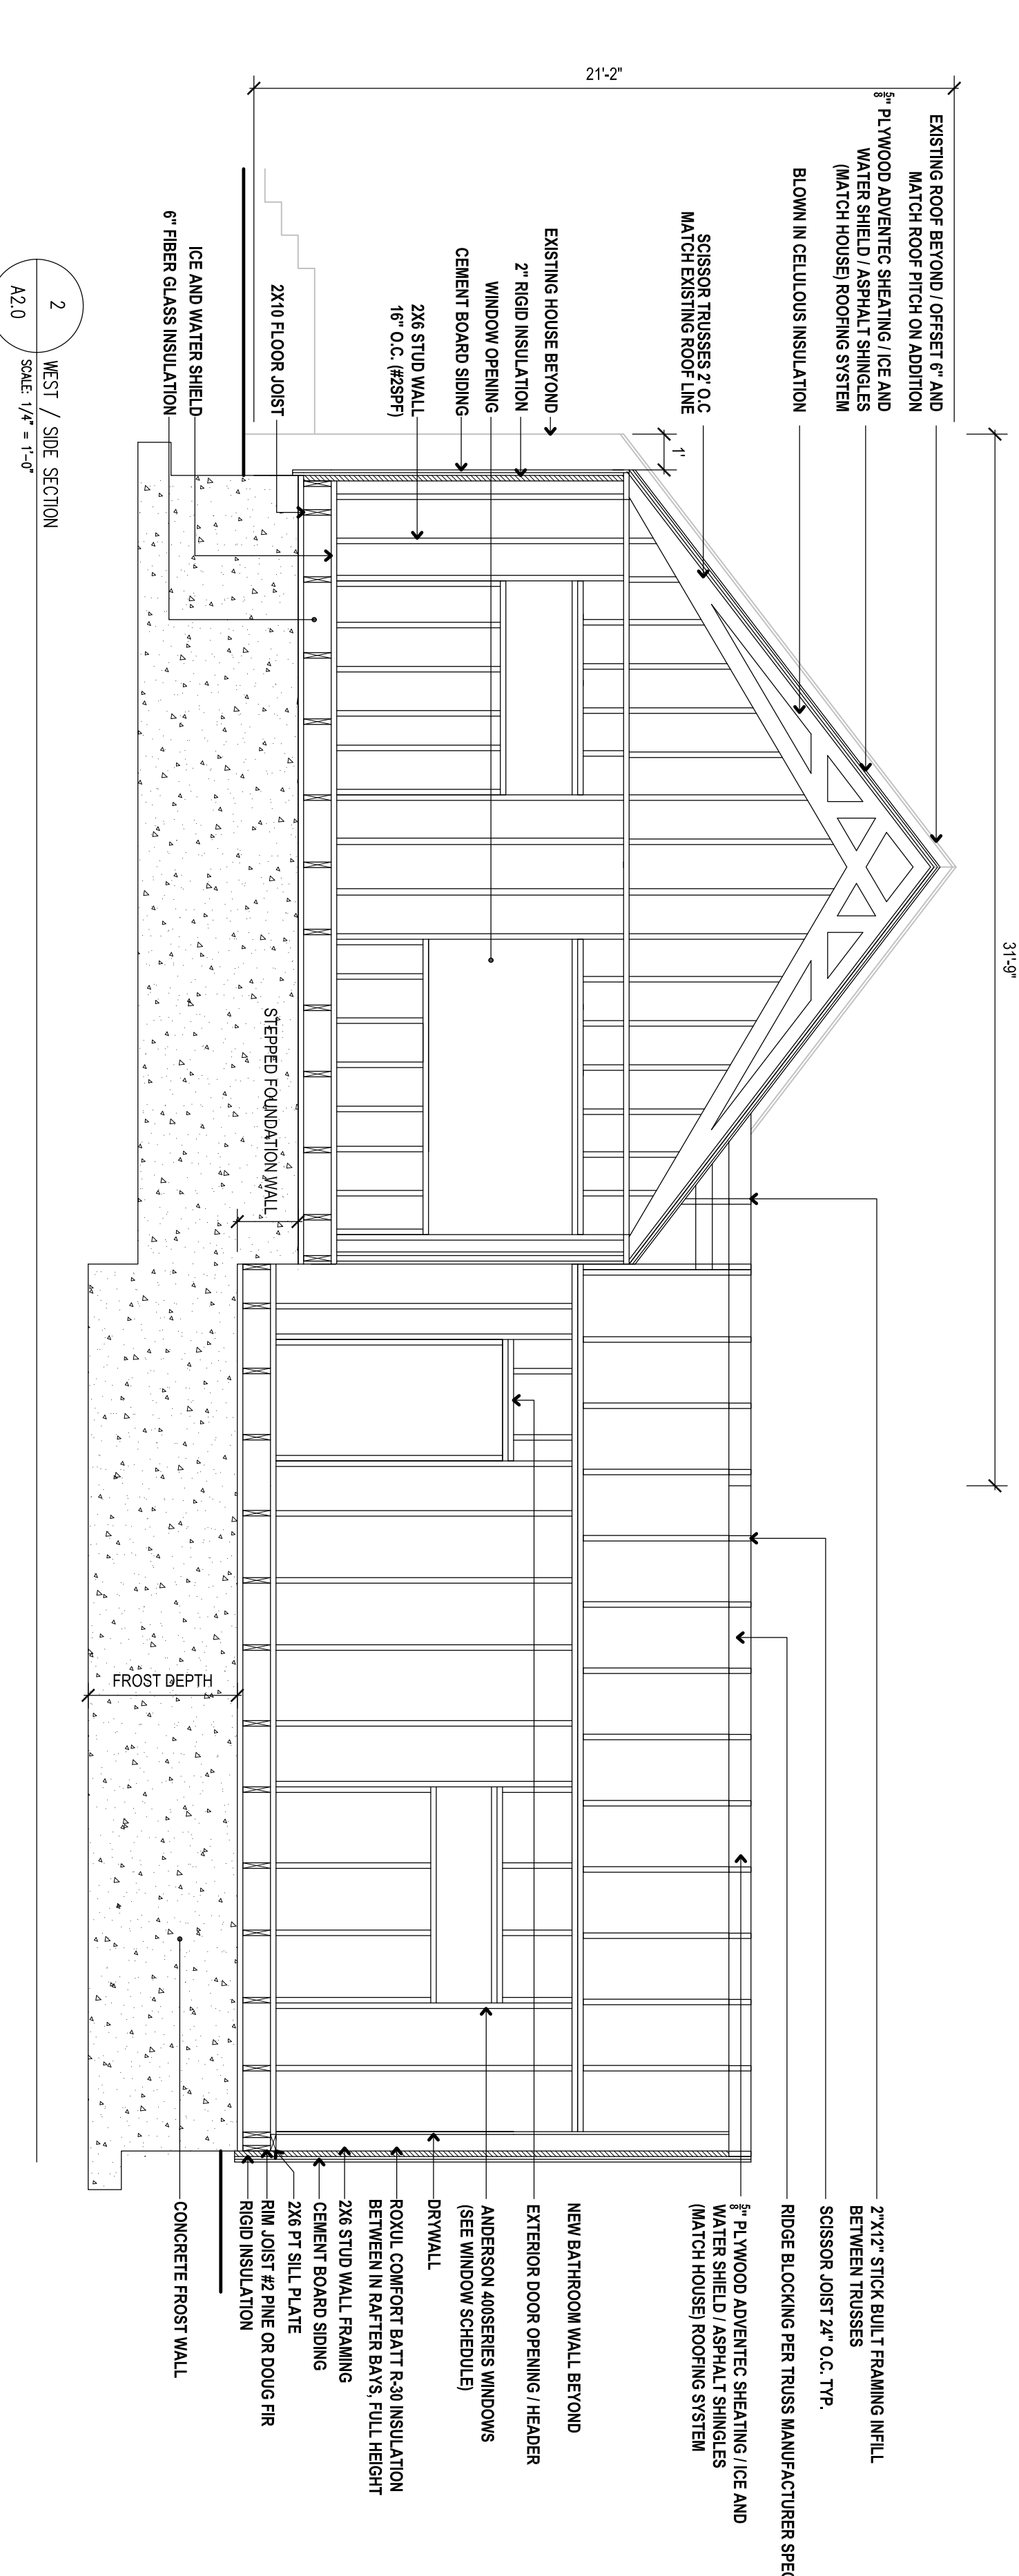 21'-2"
EXISTING ROOF BEYOND / OFFSET 6" AND
MATCH ROOF PITCH ON ADDITION
5/8" PLYWOOD ADVENTEC SHEATING / ICE AND
WATER SHIELD / ASPHALT SHINGLES
(MATCH HOUSE) ROOFING SYSTEM
BLOWN IN CELULOUS INSULATION
SCISSOR TRUSSES 2' O.C
MATCH EXISTING ROOF LINE
EXISTING HOUSE BEYOND
2" RIGID INSULATION
WINDOW OPENING
CEMENT BOARD SIDING
2X6 STUD WALL
16" O.C. (#2SPF)
2X10 FLOOR JOIST
ICE AND WATER SHIELD
6" FIBER GLASS INSULATION
1'
31'-9"
STEPPED FOUNDATION WALL
FROST DEPTH
2"X12" STICK BUILT FRAMING INFILL
BETWEEN TRUSSES
SCISSOR JOIST 24" O.C. TYP.
RIDGE BLOCKING PER TRUSS MANUFACTURER
5/8" PLYWOOD ADVENTEC SHEATING / ICE AND
WATER SHIELD / ASPHALT SHINGLES
(MATCH HOUSE) ROOFING SYSTEM
NEW BATHROOM WALL BEYOND
EXTERIOR DOOR OPENING / HEADER
ANDERSON 400SERIES WINDOWS
(SEE WINDOW SCHEDULE)
DRYWALL
ROXUL COMFORT BATT R-30 INSULATION
BETWEEN IN RAFTER BAYS, FULL HEIGHT
2X6 STUD WALL FRAMING
CEMENT BOARD SIDING
2X6 PT SILL PLATE
RIM JOIST #2 PINE OR DOUG FIR
RIGID INSULATION
CONCRETE FROST WALL
2
A2.0
WEST / SIDE SECTION
SCALE: 1/4" = 1'-0"